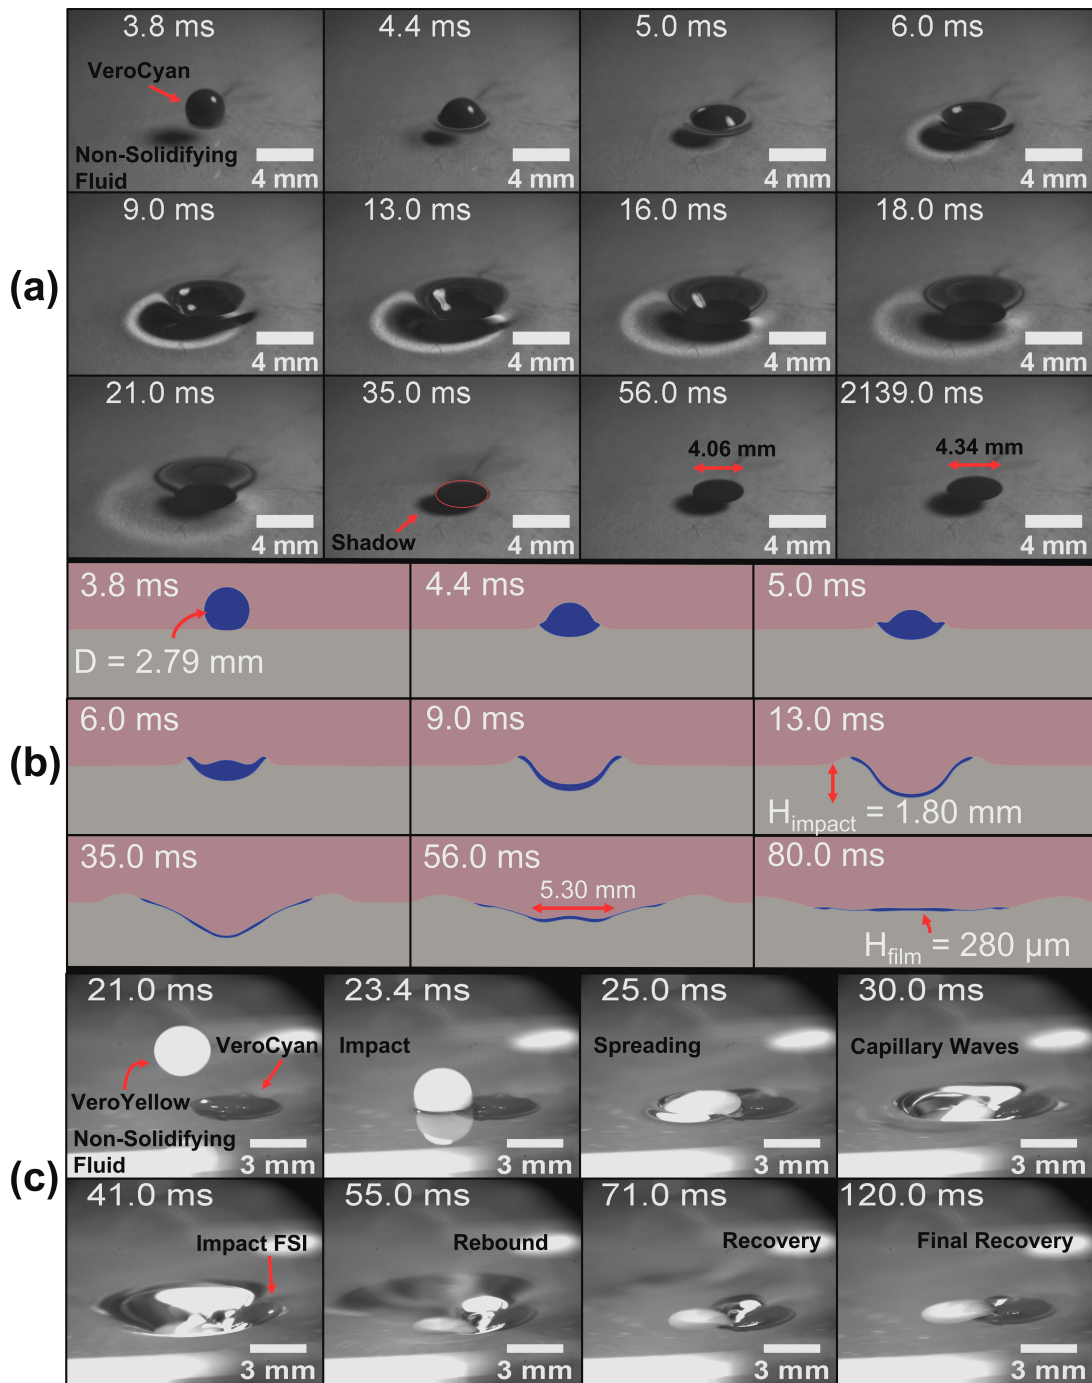 (a)
3.8 ms
VeroCyan
Non-Solidifying
Fluid
4 mm
4.4 ms
4 mm
5.0 ms
4 mm
6.0 ms
4 mm
9.0 ms
4 mm
13.0 ms
4 mm
16.0 ms
4 mm
18.0 ms
4 mm
21.0 ms
4 mm
35.0 ms
Shadow
4 mm
56.0 ms
4.06 mm
4 mm
2139.0 ms
4.34 mm
4 mm
(b)
3.8 ms
D = 2.79 mm
4.4 ms
5.0 ms
6.0 ms
9.0 ms
13.0 ms
H_impact = 1.80 mm
35.0 ms
56.0 ms
5.30 mm
80.0 ms
H_film = 280 µm
(c)
21.0 ms
VeroCyan
VeroYellow
Non-Solidifying
Fluid
3 mm
23.4 ms
Impact
3 mm
25.0 ms
Spreading
3 mm
30.0 ms
Capillary Waves
3 mm
41.0 ms
Impact FSI
3 mm
55.0 ms
Rebound
3 mm
71.0 ms
Recovery
3 mm
120.0 ms
Final Recovery
3 mm